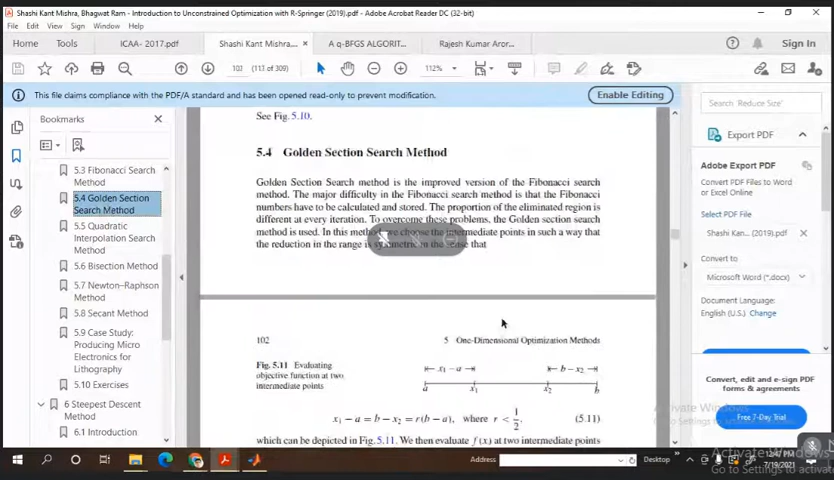 Shashi Kant Mishra, Bhagwat Ram - Introduction to Unconstrained Optimization with R-Springer (2019).pdf - Adobe Acrobat Reader DC (32-bit)
File Edit View Sign Window Help
Home Tools ICAA- 2017.pdf Shashi Kant Mishra,... A q-BFGS ALGORIT... Rajesh Kumar Aror... Sign In
(113 of 309) 112%
This file claims compliance with the PDF/A standard and has been opened read-only to prevent modification. Enable Editing
Bookmarks
5.3 Fibonacci Search
Method
5.4 Golden Section
Search Method
5.5 Quadratic
Interpolation Search
Method
5.6 Bisection Method
5.7 Newton–Raphson
Method
5.8 Secant Method
5.9 Case Study:
Producing Micro
Electronics for
Lithography
5.10 Exercises
6 Steepest Descent
Method
6.1 Introduction
See Fig. 5.10.
5.4 Golden Section Search Method
Golden Section Search method is the improved version of the Fibonacci search
method. The major difficulty in the Fibonacci search method is that the Fibonacci
numbers have to be calculated and stored. The proportion of the eliminated region is
different at every iteration. To overcome these problems, the Golden section search
method is used. In this method, we choose the intermediate points in such a way that
the reduction in the range is symmetric in the sense that
102 5 One-Dimensional Optimization Methods
Fig. 5.11 Evaluating
objective function at two
intermediate points
x₁ − a b − x₂
a x₁ x₂ b
x₁ − a = b − x₂ = r(b − a), where r < 1/2. (5.11)
which can be depicted in Fig. 5.11. We then evaluate f (x) at two intermediate points
Search 'Reduce Size'
Export PDF
Adobe Export PDF
Convert PDF Files to Word
or Excel Online
Select PDF File
Shashi Kan... (2019).pdf
Convert to
Microsoft Word (*.docx)
Document Language:
English (U.S.) Change
Convert, edit and e-sign PDF
forms & agreements
Free 7-Day Trial
Activate Windows
Go to Settings to activate Windows
Address Desktop
12:47 PM
7/19/2021